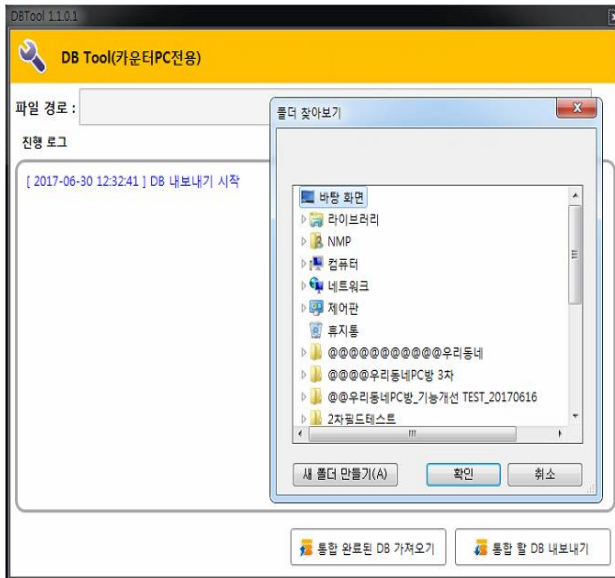 DBTool 1.1.0.1
DB Tool(카운터PC전용)
파일 경로 :
진행 로그
[ 2017-06-30 12:32:41 ] DB 내보내기 시작
폴더 찾아보기
바탕 화면
라이브러리
NMP
컴퓨터
네트워크
제어판
휴지통
@@@@@@@@@@@우리동네
@@@@우리동네PC방 3차
@@우리동네PC방_기능개선 TEST_20170616
2차필드테스트
새 폴더 만들기(A)
확인
취소
통합 완료된 DB 가져오기
통합 할 DB 내보내기